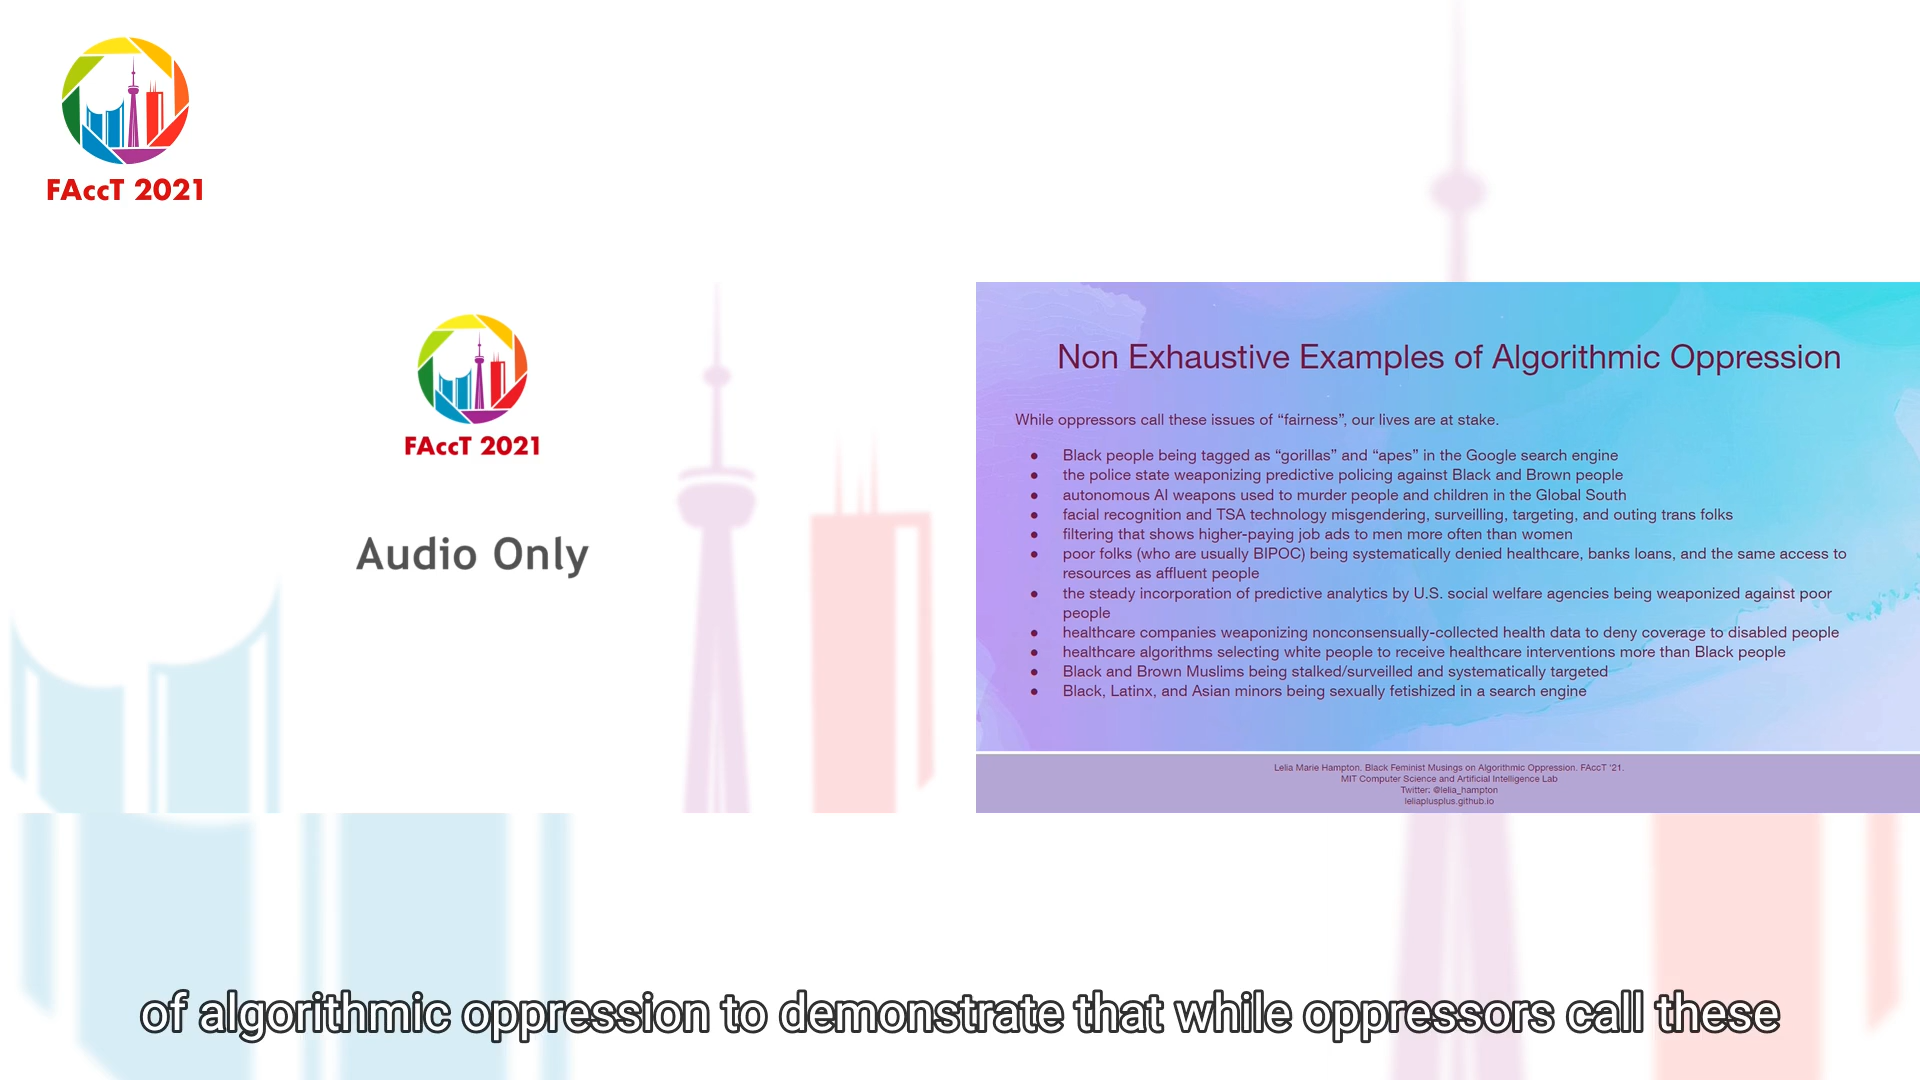 FAccT 2021
FAccT 2021
Audio Only
Non Exhaustive Examples of Algorithmic Oppression
While oppressors call these issues of “fairness”, our lives are at stake.
● Black people being tagged as “gorillas” and “apes” in the Google search engine
● the police state weaponizing predictive policing against Black and Brown people
● autonomous AI weapons used to murder people and children in the Global South
● facial recognition and TSA technology misgendering, surveilling, targeting, and outing trans folks
● filtering that shows higher-paying job ads to men more often than women
● poor folks (who are usually BIPOC) being systematically denied healthcare, banks loans, and the same access to
resources as affluent people
● the steady incorporation of predictive analytics by U.S. social welfare agencies being weaponized against poor
people
● healthcare companies weaponizing nonconsensually-collected health data to deny coverage to disabled people
● healthcare algorithms selecting white people to receive healthcare interventions more than Black people
● Black and Brown Muslims being stalked/surveilled and systematically targeted
● Black, Latinx, and Asian minors being sexually fetishized in a search engine
Lelia Marie Hampton. Black Feminist Musings on Algorithmic Oppression. FAccT '21.
MIT Computer Science and Artificial Intelligence Lab
Twitter: @lelia_hampton
leliaplusplus.github.io
of algorithmic oppression to demonstrate that while oppressors call these